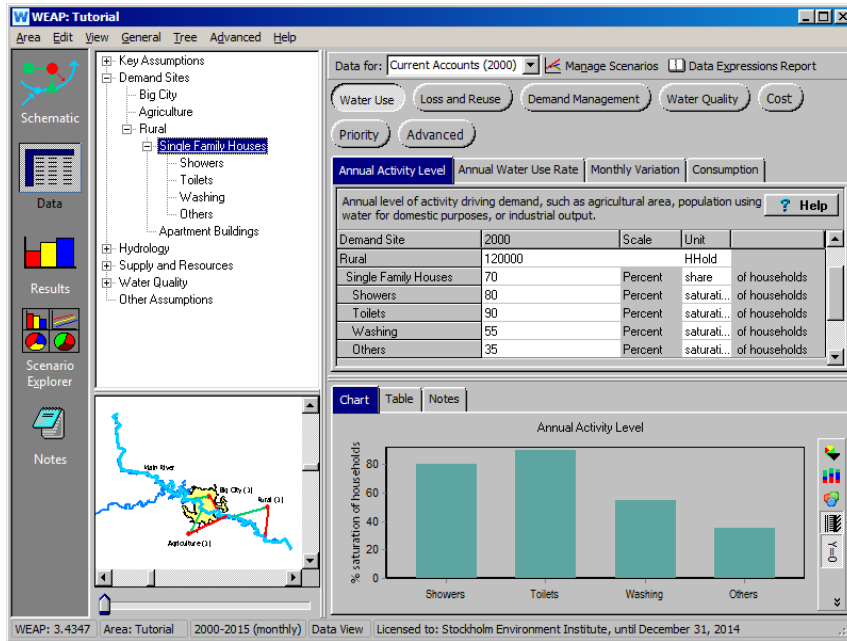 WEAP: Tutorial
Area Edit View General Tree Advanced Help
Schematic
Data
Results
Scenario
Explorer
Notes
Key Assumptions
Demand Sites
Big City
Agriculture
Rural
Single Family Houses
Showers
Toilets
Washing
Others
Apartment Buildings
Hydrology
Supply and Resources
Water Quality
Other Assumptions
Main River
Big City (1)
Rural (3)
Agriculture (1)
Data for: Current Accounts (2000) Manage Scenarios Data Expressions Report
Water Use Loss and Reuse Demand Management Water Quality Cost
Priority Advanced
Annual Activity Level Annual Water Use Rate Monthly Variation Consumption
Annual level of activity driving demand, such as agricultural area, population using
water for domestic purposes, or industrial output.
? Help
Demand Site 2000 Scale Unit
Rural 120000 HHold
Single Family Houses 70 Percent share of households
Showers 80 Percent saturati... of households
Toilets 90 Percent saturati... of households
Washing 55 Percent saturati... of households
Others 35 Percent saturati... of households
Chart Table Notes
Annual Activity Level
% saturation of households
80
60
40
20
0
Showers Toilets Washing Others
Y=0
WEAP: 3.4347 Area: Tutorial 2000-2015 (monthly) Data View Licensed to: Stockholm Environment Institute, until December 31, 2014